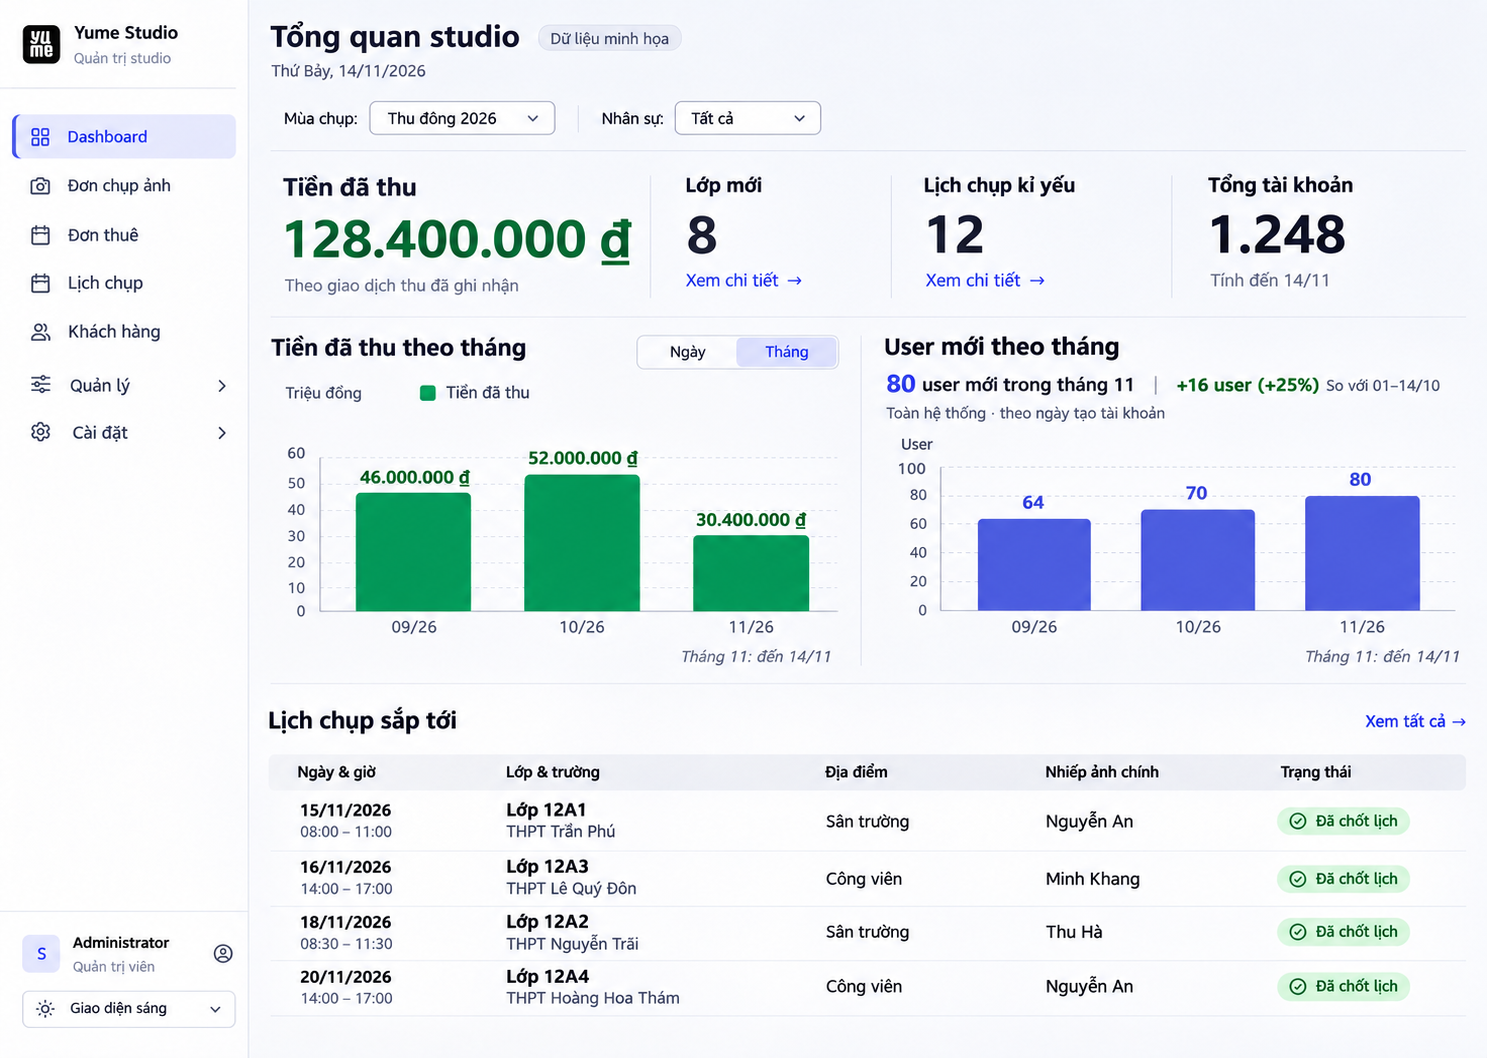 yu
me
Yume Studio
Quản trị studio
Dashboard
Đơn chụp ảnh
Đơn thuê
Lịch chụp
Khách hàng
Quản lý
Cài đặt
S
Administrator
Quản trị viên
Giao diện sáng
Tổng quan studio
Dữ liệu minh họa
Thứ Bảy, 14/11/2026
Mùa chụp:
Thu đông 2026
Nhân sự:
Tất cả
Tiền đã thu
128.400.000 ₫
Theo giao dịch thu đã ghi nhận
Lớp mới
8
Xem chi tiết →
Lịch chụp kỉ yếu
12
Xem chi tiết →
Tổng tài khoản
1.248
Tính đến 14/11
Tiền đã thu theo tháng
Ngày
Tháng
Triệu đồng
Tiền đã thu
60
50
40
30
20
10
0
46.000.000 ₫
52.000.000 ₫
30.400.000 ₫
09/26
10/26
11/26
Tháng 11: đến 14/11
User mới theo tháng
80 user mới trong tháng 11 | +16 user (+25%) So với 01–14/10
Toàn hệ thống · theo ngày tạo tài khoản
User
100
80
60
40
20
0
64
70
80
09/26
10/26
11/26
Tháng 11: đến 14/11
Lịch chụp sắp tới
Xem tất cả →
Ngày & giờ
Lớp & trường
Địa điểm
Nhiếp ảnh chính
Trạng thái
15/11/2026
08:00 – 11:00
Lớp 12A1
THPT Trần Phú
Sân trường
Nguyễn An
Đã chốt lịch
16/11/2026
14:00 – 17:00
Lớp 12A3
THPT Lê Quý Đôn
Công viên
Minh Khang
Đã chốt lịch
18/11/2026
08:30 – 11:30
Lớp 12A2
THPT Nguyễn Trãi
Sân trường
Thu Hà
Đã chốt lịch
20/11/2026
14:00 – 17:00
Lớp 12A4
THPT Hoàng Hoa Thám
Công viên
Nguyễn An
Đã chốt lịch